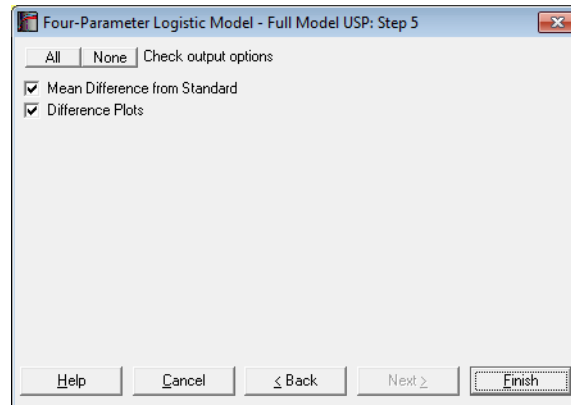 Four-Parameter Logistic Model - Full Model USP: Step 5
All None Check output options
Mean Difference from Standard
Difference Plots
Help Cancel < Back Next > Finish